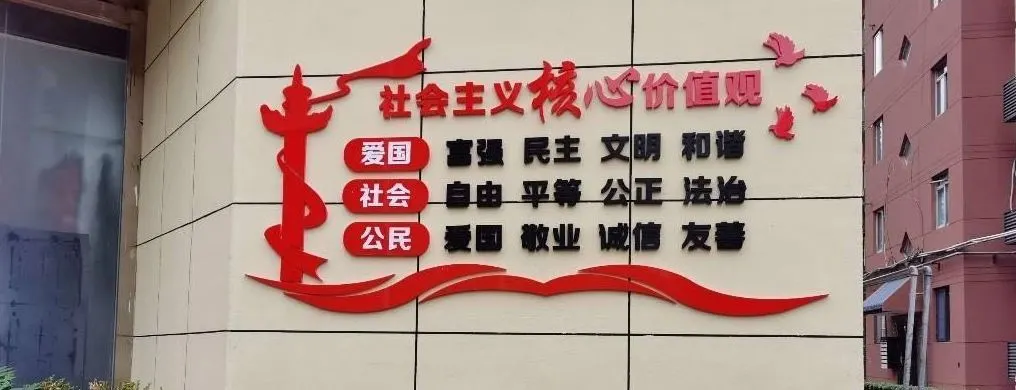 社会主义核心价值观
爱国 富强 民主 文明 和谐
社会 自由 平等 公正 法治
公民 爱国 敬业 诚信 友善